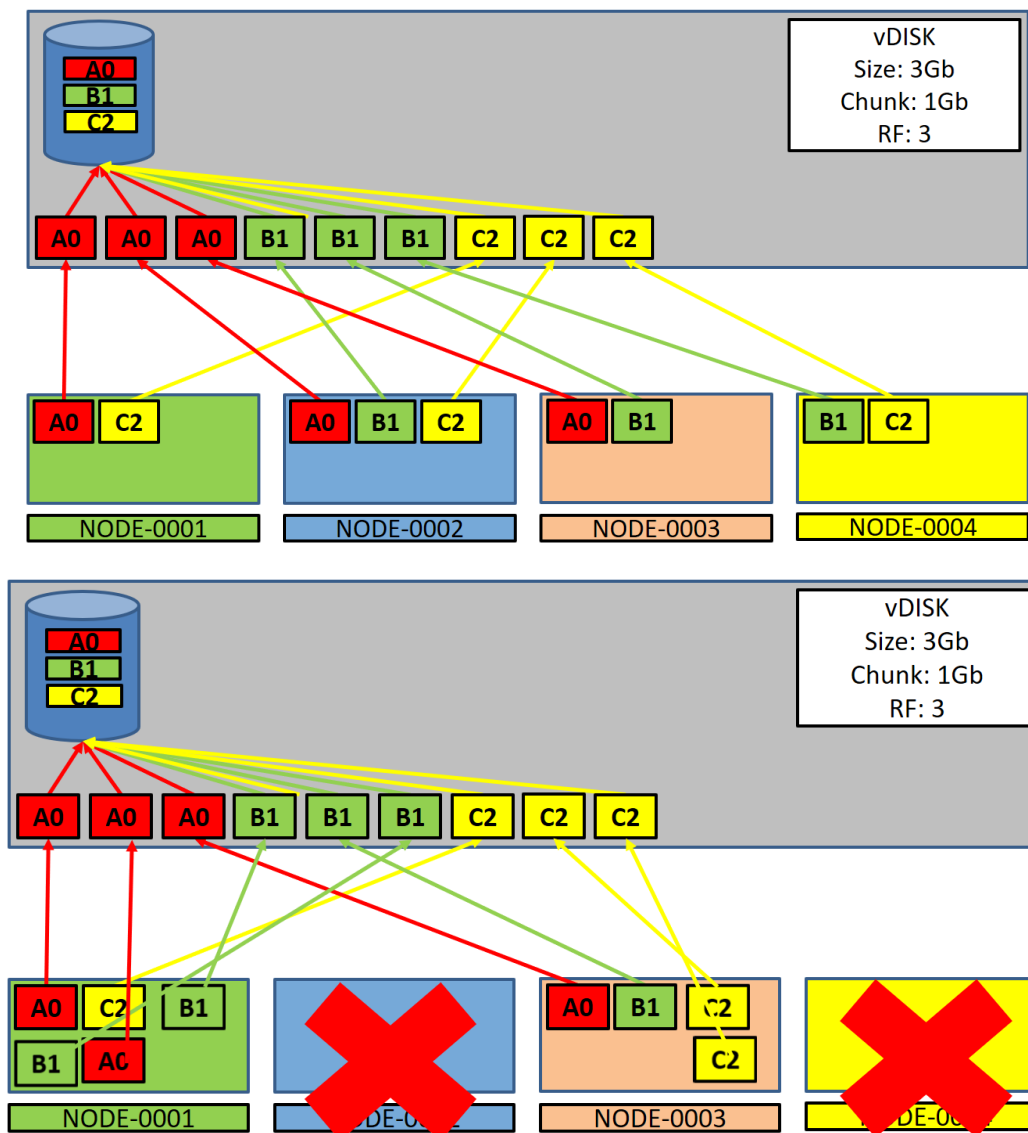 A0
B1
C2
vDISK
Size: 3Gb
Chunk: 1Gb
RF: 3
A0 A0 A0 B1 B1 B1 C2 C2 C2
A0 C2 A0 B1 C2 A0 B1 B1 C2
NODE-0001 NODE-0002 NODE-0003 NODE-0004
A0
B1
C2
vDISK
Size: 3Gb
Chunk: 1Gb
RF: 3
A0 A0 A0 B1 B1 B1 C2 C2 C2
A0 C2 B1 A0 B1 C2
B1 A0 C2
NODE-0001 NODE-0003